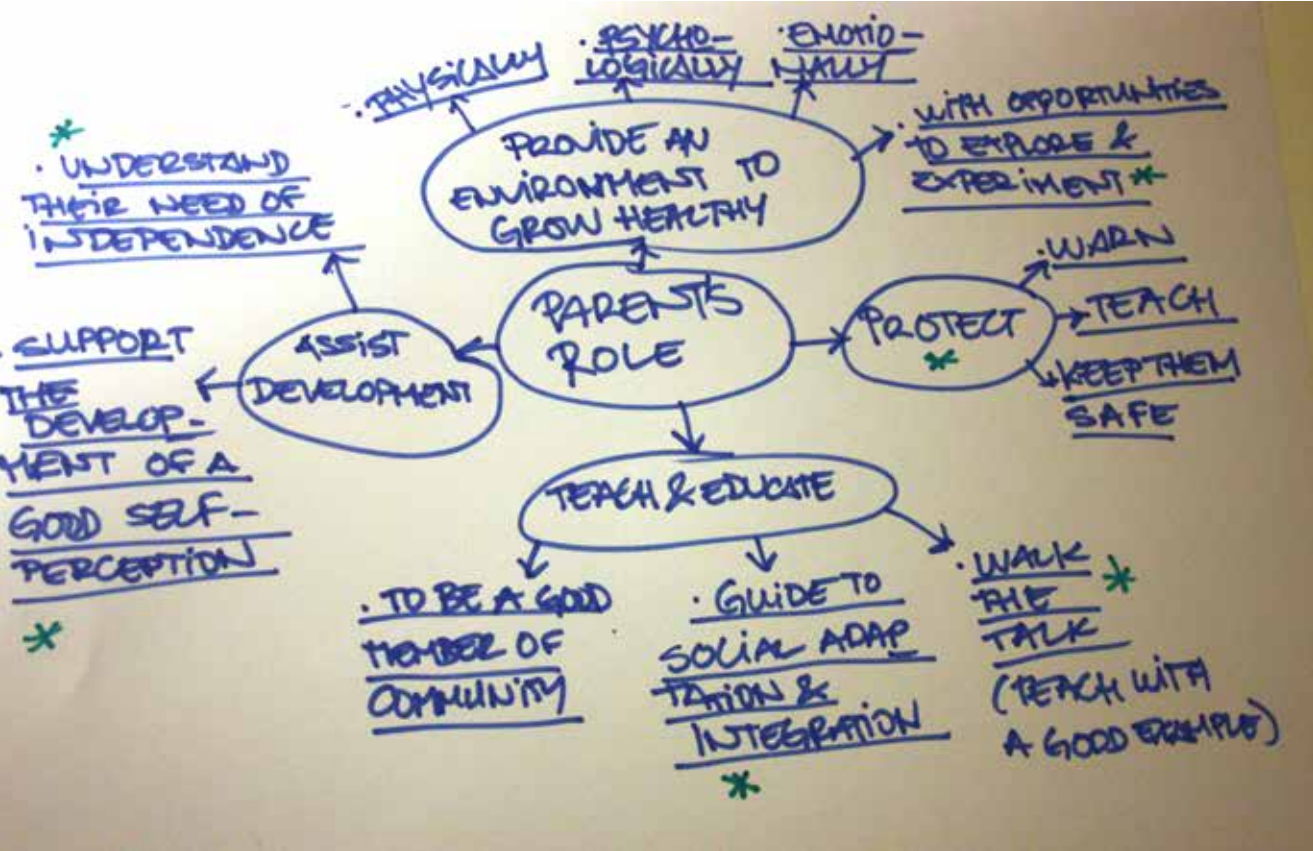 · PHYSICALLY
· PSYCHO-
LOGICALLY
· EMOTIO-
NALLY
PROVIDE AN
ENVIRONMENT TO
GROW HEALTHY
· WITH OPPORTUNITIES
TO EXPLORE &
EXPERIMENT *
*
· UNDERSTAND
THEIR NEED OF
INDEPENDENCE
PARENT'S
ROLE
ASSIST
DEVELOPMENT
· SUPPORT
THE
DEVELOP-
MENT OF A
GOOD SELF-
PERCEPTION
*
PROTECT
*
· WARN
TEACH
KEEP THEM
SAFE
TEACH & EDUCATE
· TO BE A GOOD
MEMBER OF
COMMUNITY
· GUIDE TO
SOCIAL ADAP
TATION &
INTEGRATION
*
· WALK *
THE
TALK
(TEACH WITH
A GOOD EXAMPLE)